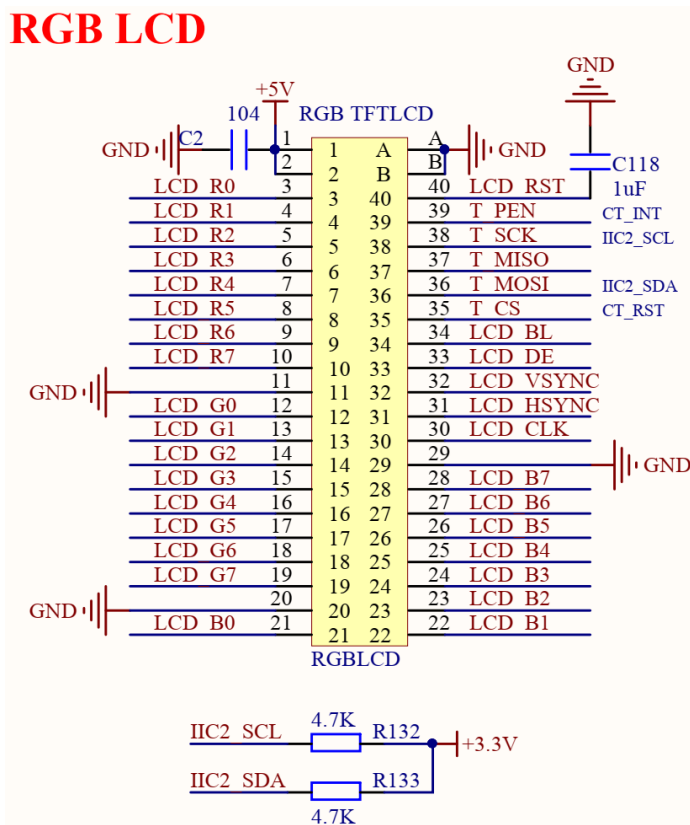 RGB LCD
GND
+5V
104
RGB TFTLCD
C2
GND
1 1 A A
GND
2 2 B B
C118
1uF
LCD_R0 3 3 40 40 LCD_RST
LCD_R1 4 4 39 39 T_PEN CT_INT
LCD_R2 5 5 38 38 T_SCK IIC2_SCL
LCD_R3 6 6 37 37 T_MISO
LCD_R4 7 7 36 36 T_MOSI IIC2_SDA
LCD_R5 8 8 35 35 T_CS CT_RST
LCD_R6 9 9 34 34 LCD_BL
LCD_R7 10 10 33 33 LCD_DE
GND 11 11 32 32 LCD_VSYNC
LCD_G0 12 12 31 31 LCD_HSYNC
LCD_G1 13 13 30 30 LCD_CLK
LCD_G2 14 14 29 29 GND
LCD_G3 15 15 28 28 LCD_B7
LCD_G4 16 16 27 27 LCD_B6
LCD_G5 17 17 26 26 LCD_B5
LCD_G6 18 18 25 25 LCD_B4
LCD_G7 19 19 24 24 LCD_B3
GND 20 20 23 23 LCD_B2
LCD_B0 21 21 22 22 LCD_B1
RGBLCD
4.7K
IIC2_SCL R132
+3.3V
IIC2_SDA R133
4.7K